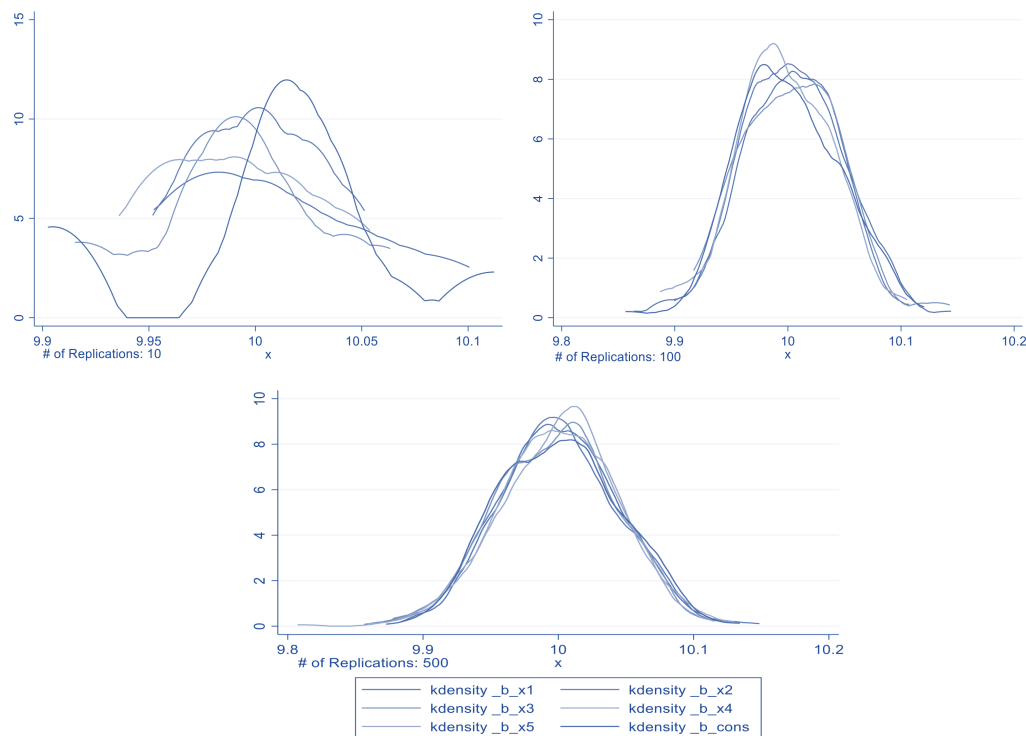 15
10
5
0
9.9 9.95 10 10.05 10.1
# of Replications: 10 x
10
8
6
4
2
0
9.8 9.9 10 10.1 10.2
# of Replications: 100 x
10
8
6
4
2
0
9.8 9.9 10 10.1 10.2
# of Replications: 500 x
kdensity _b_x1 kdensity _b_x2
kdensity _b_x3 kdensity _b_x4
kdensity _b_x5 kdensity _b_cons